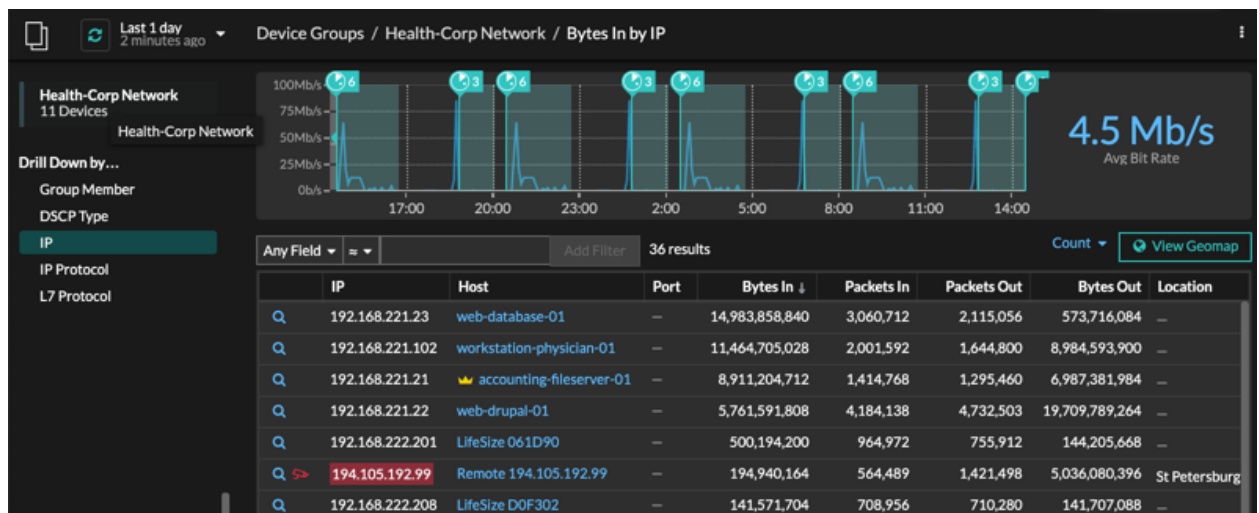 Last 1 day
2 minutes ago
Device Groups / Health-Corp Network / Bytes In by IP
Health-Corp Network
11 Devices
Health-Corp Network
Drill Down by...
Group Member
DSCP Type
IP
IP Protocol
L7 Protocol
6 3 6 3 6 3 6 3
100Mb/s
75Mb/s
50Mb/s
25Mb/s
0b/s
17:00 20:00 23:00 2:00 5:00 8:00 11:00 14:00
4.5 Mb/s
Avg Bit Rate
Any Field ≈ Add Filter 36 results Count View Geomap
IP Host Port Bytes In ↓ Packets In Packets Out Bytes Out Location
192.168.221.23 web-database-01 — 14,983,858,840 3,060,712 2,115,056 573,716,084 —
192.168.221.102 workstation-physician-01 — 11,464,705,028 2,001,592 1,644,800 8,984,593,900 —
192.168.221.21 accounting-fileserver-01 — 8,911,204,712 1,414,768 1,295,460 6,987,381,984 —
192.168.221.22 web-drupal-01 — 5,761,591,808 4,184,138 4,732,503 19,709,789,264 —
192.168.222.201 LifeSize 061D90 — 500,194,200 964,972 755,912 144,205,668 —
194.105.192.99 Remote 194.105.192.99 — 194,940,164 564,489 1,421,498 5,036,080,396 St Petersburg
192.168.222.208 LifeSize D0F302 — 141,571,704 708,956 710,280 141,707,088 —